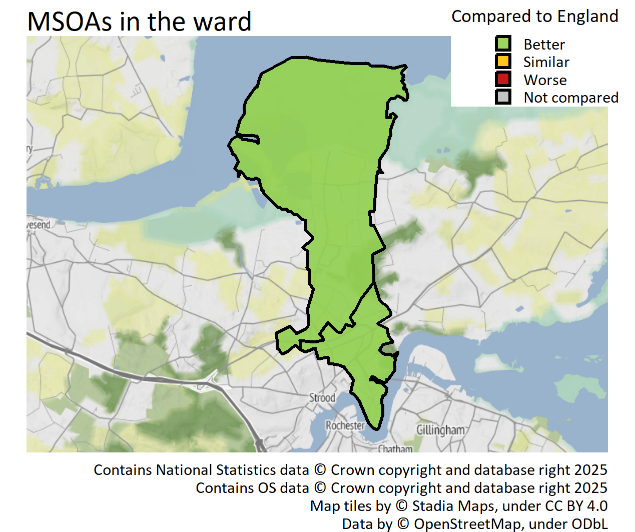 MSOAs in the ward
Compared to England
Better
Similar
Worse
Not compared
ry
vesend
Strood
Rochester
Gillingham
Chatham
Contains National Statistics data © Crown copyright and database right 2025
Contains OS data © Crown copyright and database right 2025
Map tiles by © Stadia Maps, under CC BY 4.0
Data by © OpenStreetMap, under ODbL